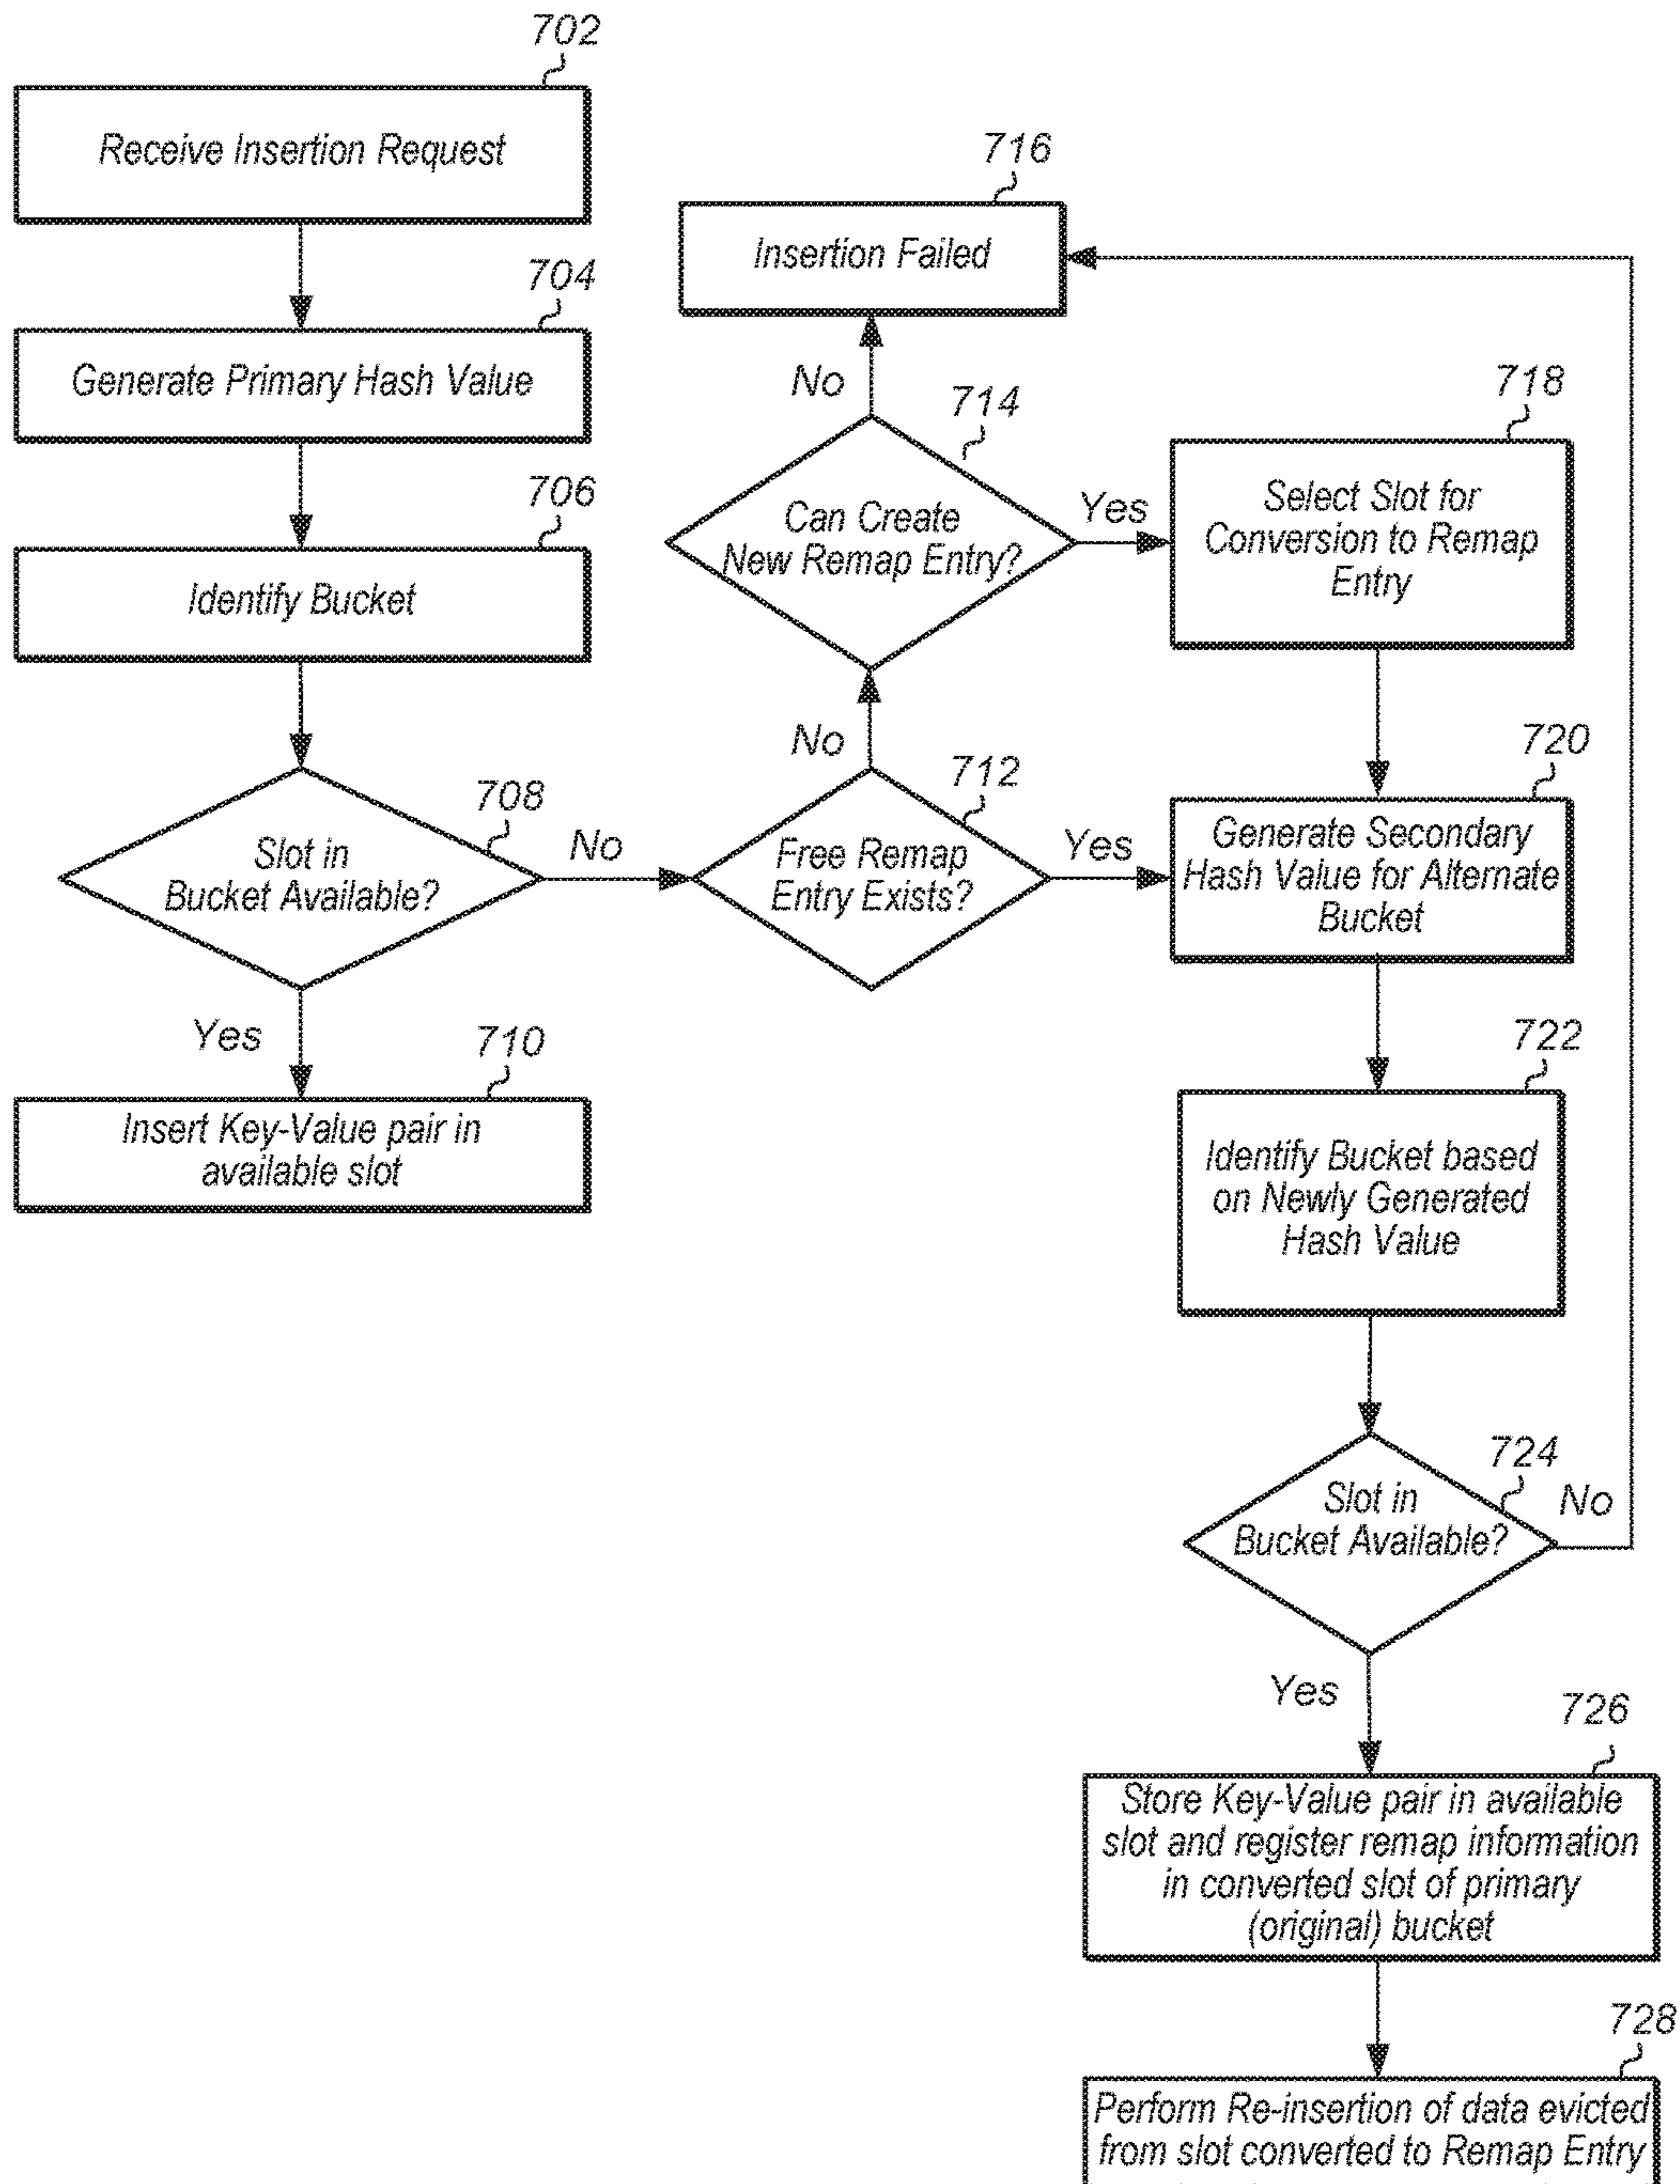 702
Receive Insertion Request
704
Generate Primary Hash Value
706
Identify Bucket
708
Slot in
Bucket Available?
No
Yes
710
Insert Key-Value pair in
available slot
712
Free Remap
Entry Exists?
No
Yes
714
Can Create
New Remap Entry?
No
Yes
716
Insertion Failed
718
Select Slot for
Conversion to Remap
Entry
720
Generate Secondary
Hash Value for Alternate
Bucket
722
Identify Bucket based
on Newly Generated
Hash Value
724
Slot in
Bucket Available?
No
Yes
726
Store Key-Value pair in available
slot and register remap information
in converted slot of primary
(original) bucket
728
Perform Re-insertion of data evicted
from slot converted to Remap Entry